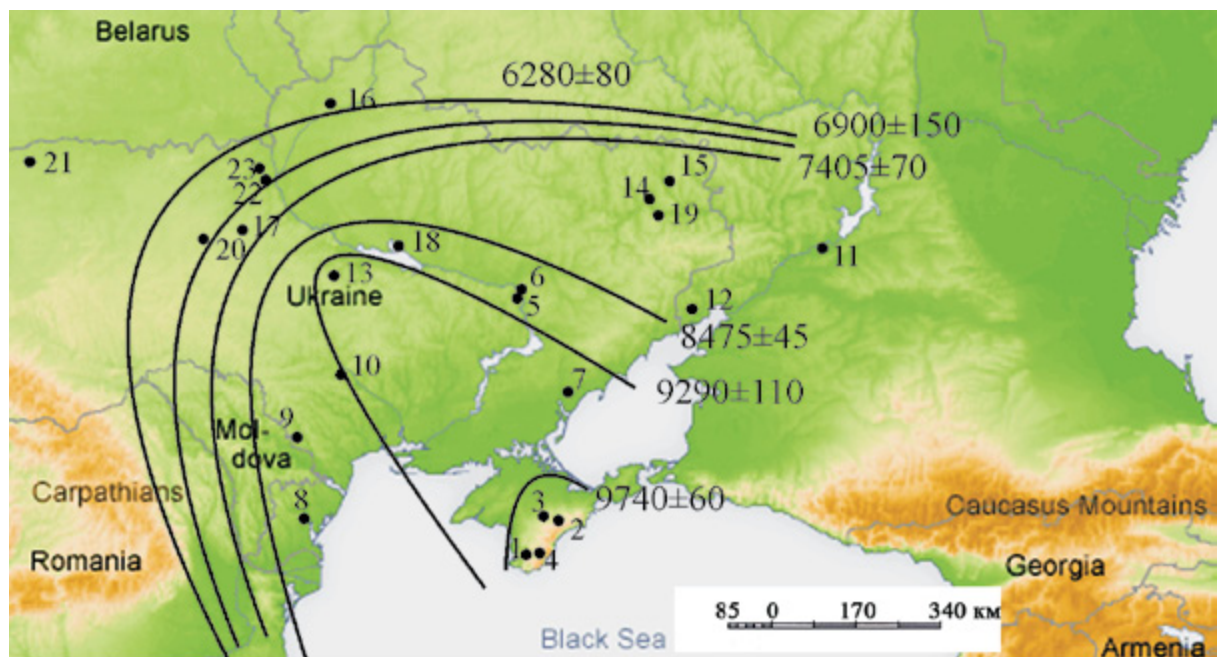 Belarus
6280±80
16
6900±150
7405±70
21
23
22
15
14
19
17
20
18
11
13
6
Ukraine
5
12
8475±45
10
7
9290±110
9
Mol-
dova
Carpathians
8
3
9740±60
2
Caucasus Mountains
1
4
Romania
Georgia
85 0 170 340 км
Black Sea
Armenia